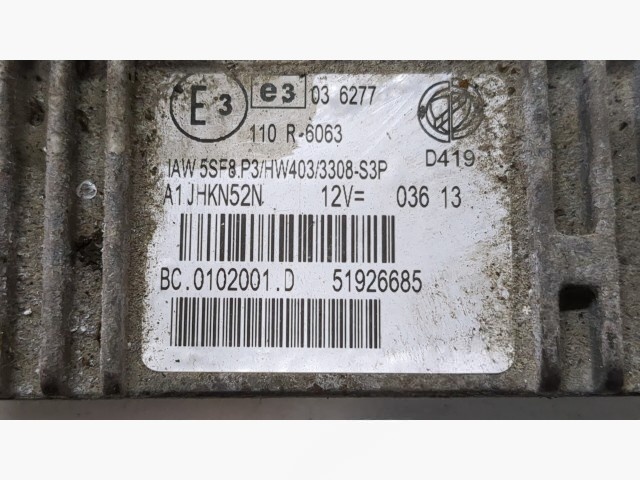 E3 e3 03 6277
110 R-6063
D419
IAW 5SF8.P3/HW403/3308-S3P
A1JHKN52N 12V= 036 13
BC.0102001.D 51926685